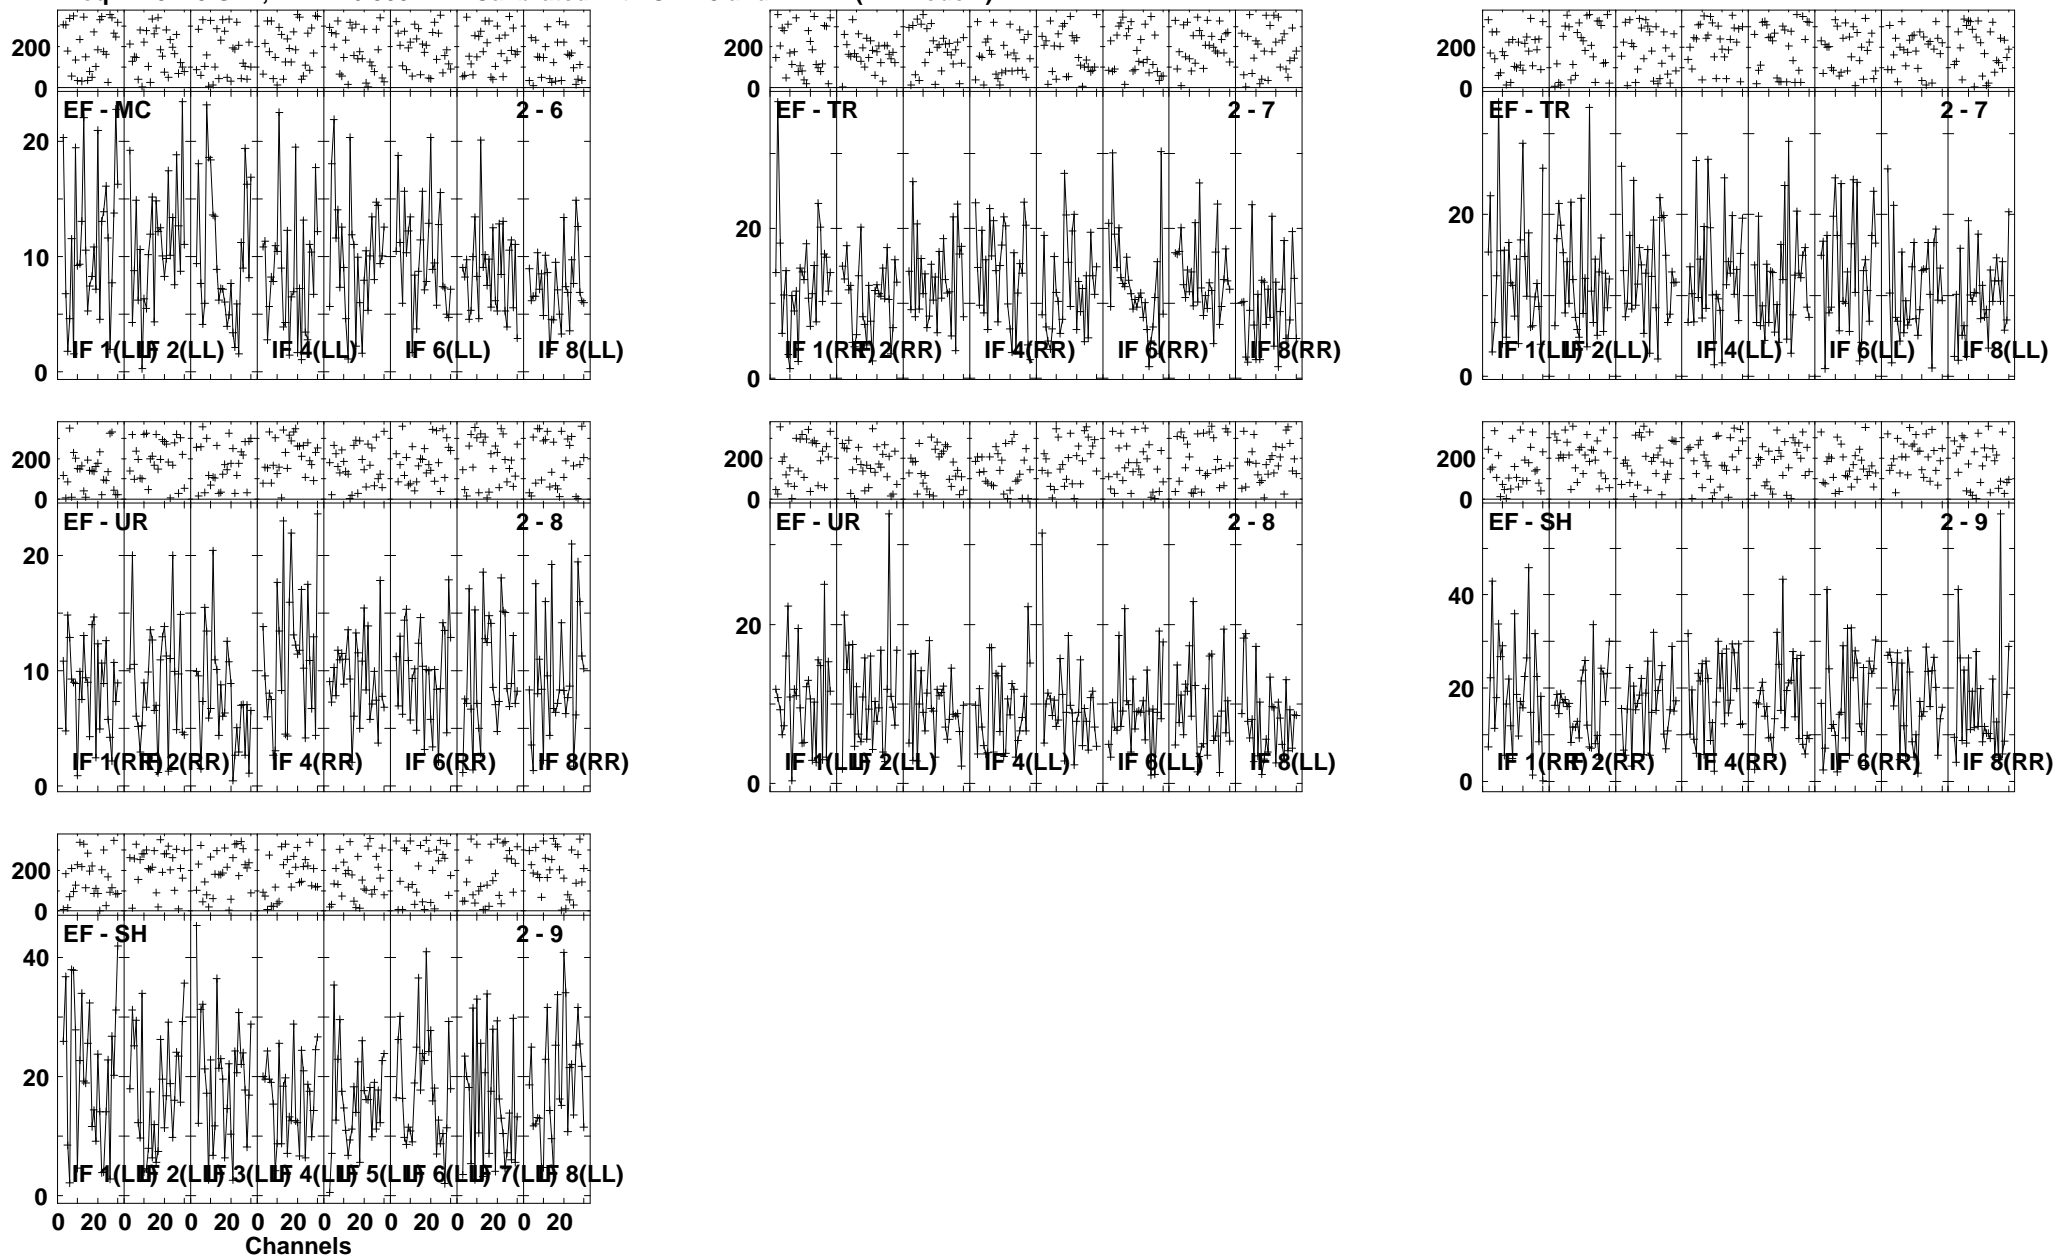 200
0
EF - MC 2 - 6
20
10
0
IF 1(LL) IF 2(LL) IF 4(LL) IF 6(LL) IF 8(LL)
200
0
EF - TR 2 - 7
20
0
IF 1(RR) IF 2(RR) IF 4(RR) IF 6(RR) IF 8(RR)
200
0
EF - TR 2 - 7
20
0
IF 1(LL) IF 2(LL) IF 4(LL) IF 6(LL) IF 8(LL)
200
0
EF - UR 2 - 8
20
10
0
IF 1(RR) IF 2(RR) IF 4(RR) IF 6(RR) IF 8(RR)
200
0
EF - UR 2 - 8
20
0
IF 1(LL) IF 2(LL) IF 4(LL) IF 6(LL) IF 8(LL)
200
0
EF - SH 2 - 9
40
20
0
IF 1(RR) IF 2(RR) IF 4(RR) IF 6(RR) IF 8(RR)
200
0
EF - SH 2 - 9
40
20
0
IF 1(LL) IF 2(LL) IF 3(LL) IF 4(LL) IF 5(LL) IF 6(LL) IF 7(LL) IF 8(LL)
0 20 0 20 0 20 0 20 0 20 0 20 0 20 0 20
Channels